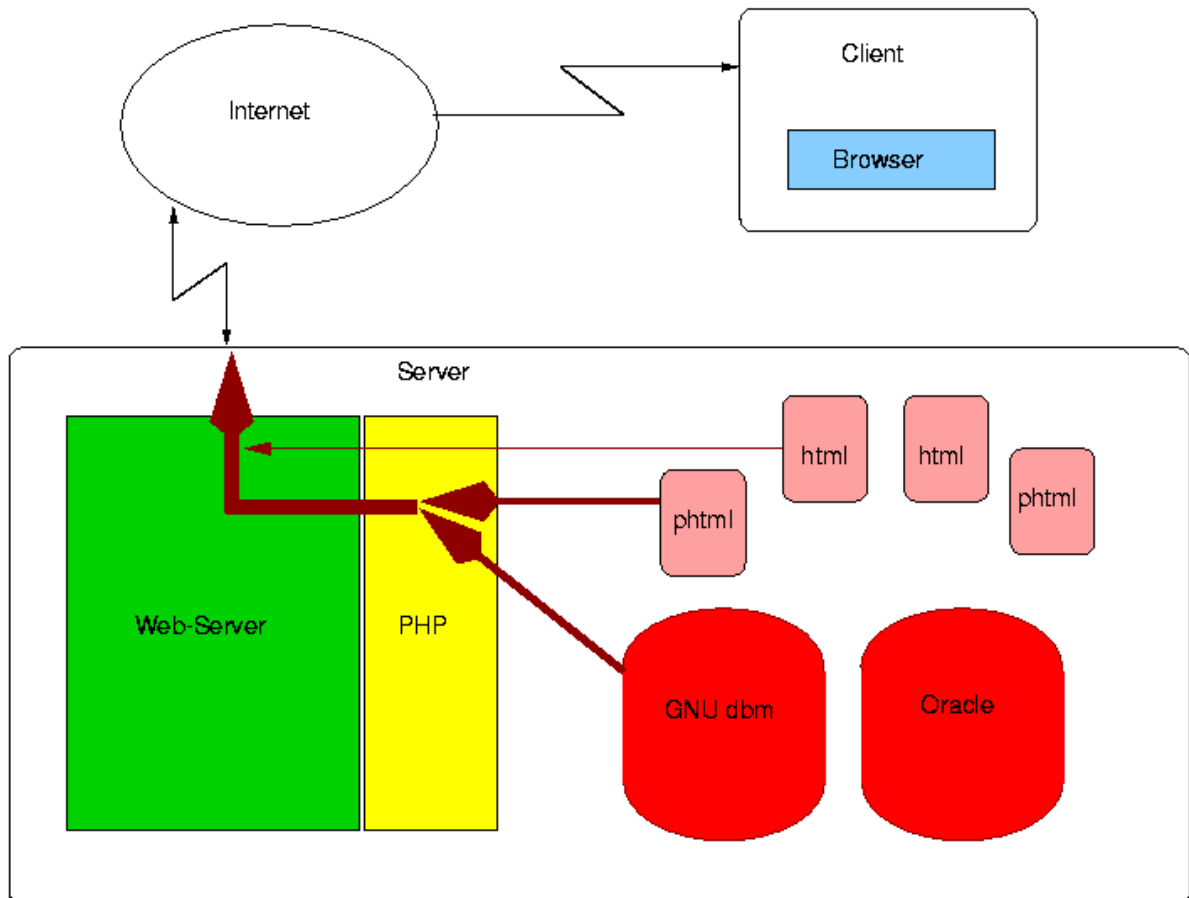 Internet
Client
Browser
Server
html
html
phtml
phtml
Web-Server
PHP
GNU dbm
Oracle